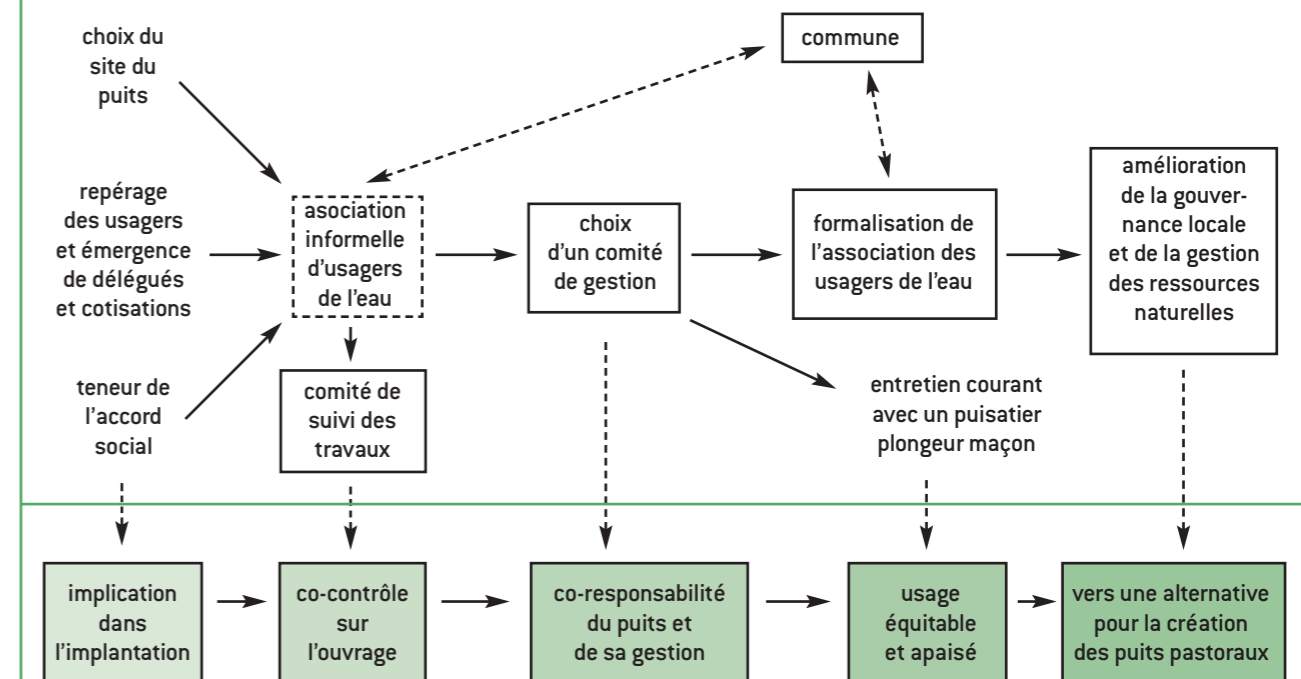 choix du
site du
puits
commune
repérage
des usagers
et émergence
de délégués
et cotisations
asociation
informelle
d'usagers
de l'eau
choix
d'un comité
de gestion
formalisation de
l'association des
usagers de l'eau
amélioration
de la gouver-
nance locale
et de la gestion
des ressources
naturelles
teneur de
l'accord
social
comité de
suivi des
travaux
entretien courant
avec un puisatier
plongeur maçon
implication
dans
l'implantation
co-contrôle
sur
l'ouvrage
co-responsabilité
du puits et
de sa gestion
usage
équitable
et apaisé
vers une alternative
pour la création
des puits pastoraux